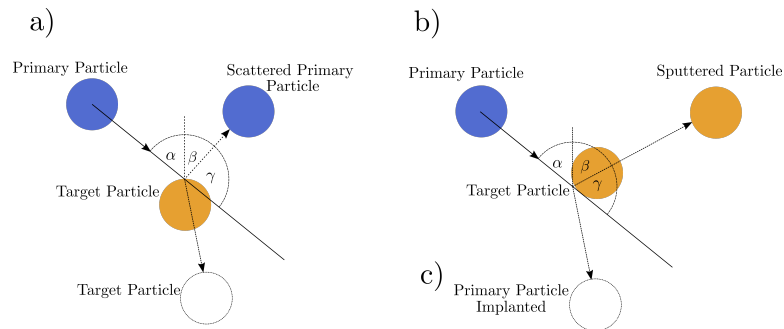 a)
Primary Particle
Scattered Primary
Particle
α
β
γ
Target Particle
Target Particle
b)
Primary Particle
Sputtered Particle
α
β
γ
Target Particle
c)
Primary Particle
Implanted